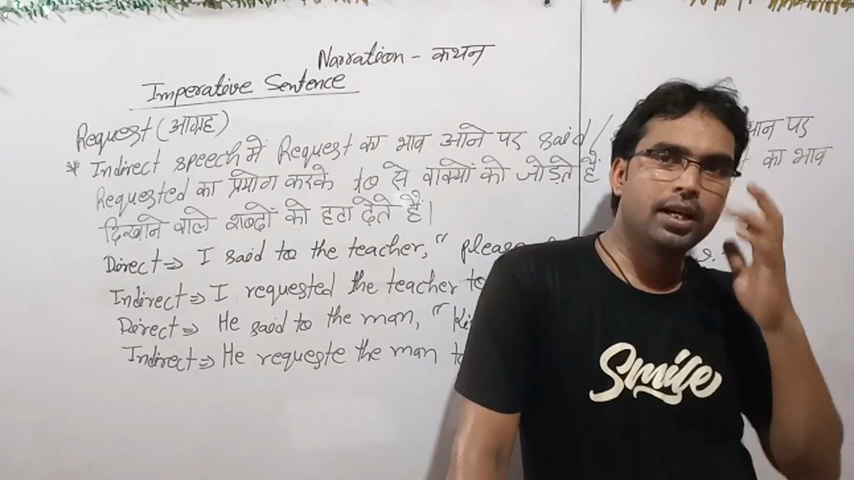 Narration - कथन
Imperative Sentence
Request (आग्रह)
* Indirect speech में Request का भाव आने पर said/ स्थान पर
Requested का प्रयोग करके to से वाक्यों को जोड़ते है का भाव
दिखाने वाले शब्दों को हटा देते हैं।
Direct ⇒ I said to the teacher, "please
Indirect ⇒ I requested the teacher to
Direct ⇒ He said to the man, "
Indirect ⇒ He requeste the man to
Smile